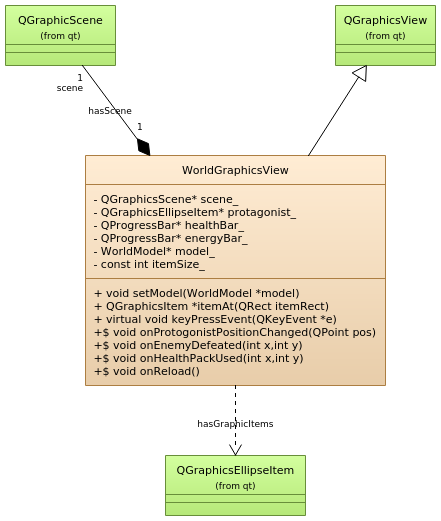 QGraphicScene
(from qt)
QGraphicsView
(from qt)
1
scene
hasScene
1
WorldGraphicsView
- QGraphicsScene* scene_
- QGraphicsEllipseItem* protagonist_
- QProgressBar* healthBar_
- QProgressBar* energyBar_
- WorldModel* model_
- const int itemSize_
+ void setModel(WorldModel *model)
+ QGraphicsItem *itemAt(QRect itemRect)
+ virtual void keyPressEvent(QKeyEvent *e)
+$ void onProtgonistPositionChanged(QPoint pos)
+$ void onEnemyDefeated(int x,int y)
+$ void onHealthPackUsed(int x,int y)
+$ void onReload()
hasGraphicItems
QGraphicsEllipseItem
(from qt)